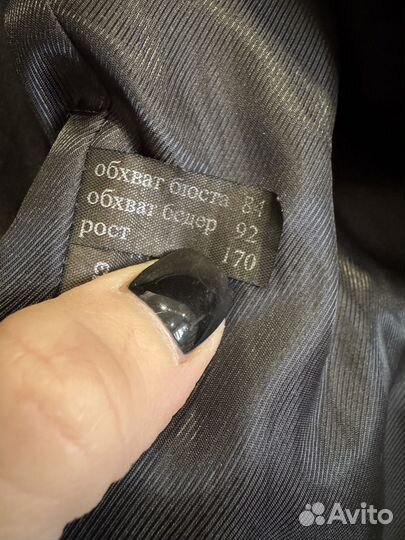 обхват бюста 84
обхват бедер 92
рост 170
Avito